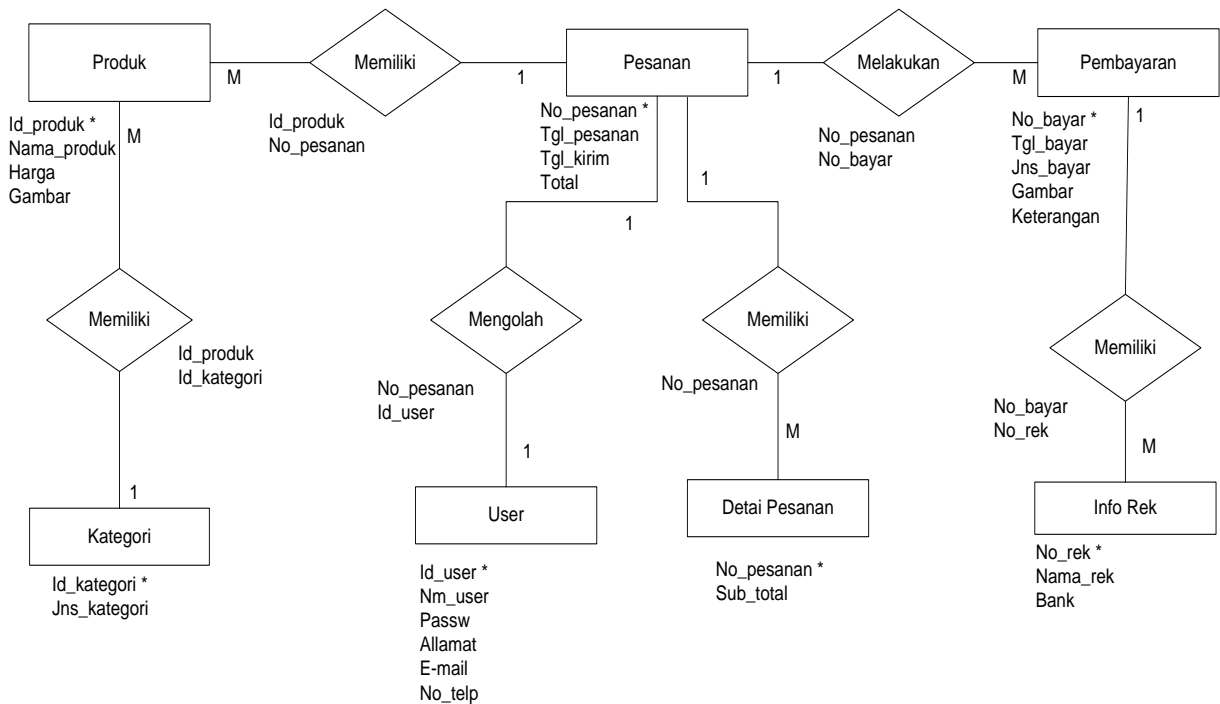 Produk
M
Memiliki
1
Pesanan
1
Melakukan
M
Pembayaran
Id_produk *
Nama_produk
Harga
Gambar
M
Id_produk
No_pesanan
No_pesanan *
Tgl_pesanan
Tgl_kirim
Total
1
1
No_pesanan
No_bayar
No_bayar *
Tgl_bayar
Jns_bayar
Gambar
Keterangan
1
Memiliki
Id_produk
Id_kategori
Mengolah
No_pesanan
Id_user
Memiliki
No_pesanan
Memiliki
No_bayar
No_rek
1
1
M
M
Kategori
Id_kategori *
Jns_kategori
User
Id_user *
Nm_user
Passw
Allamat
E-mail
No_telp
Detai Pesanan
No_pesanan *
Sub_total
Info Rek
No_rek *
Nama_rek
Bank